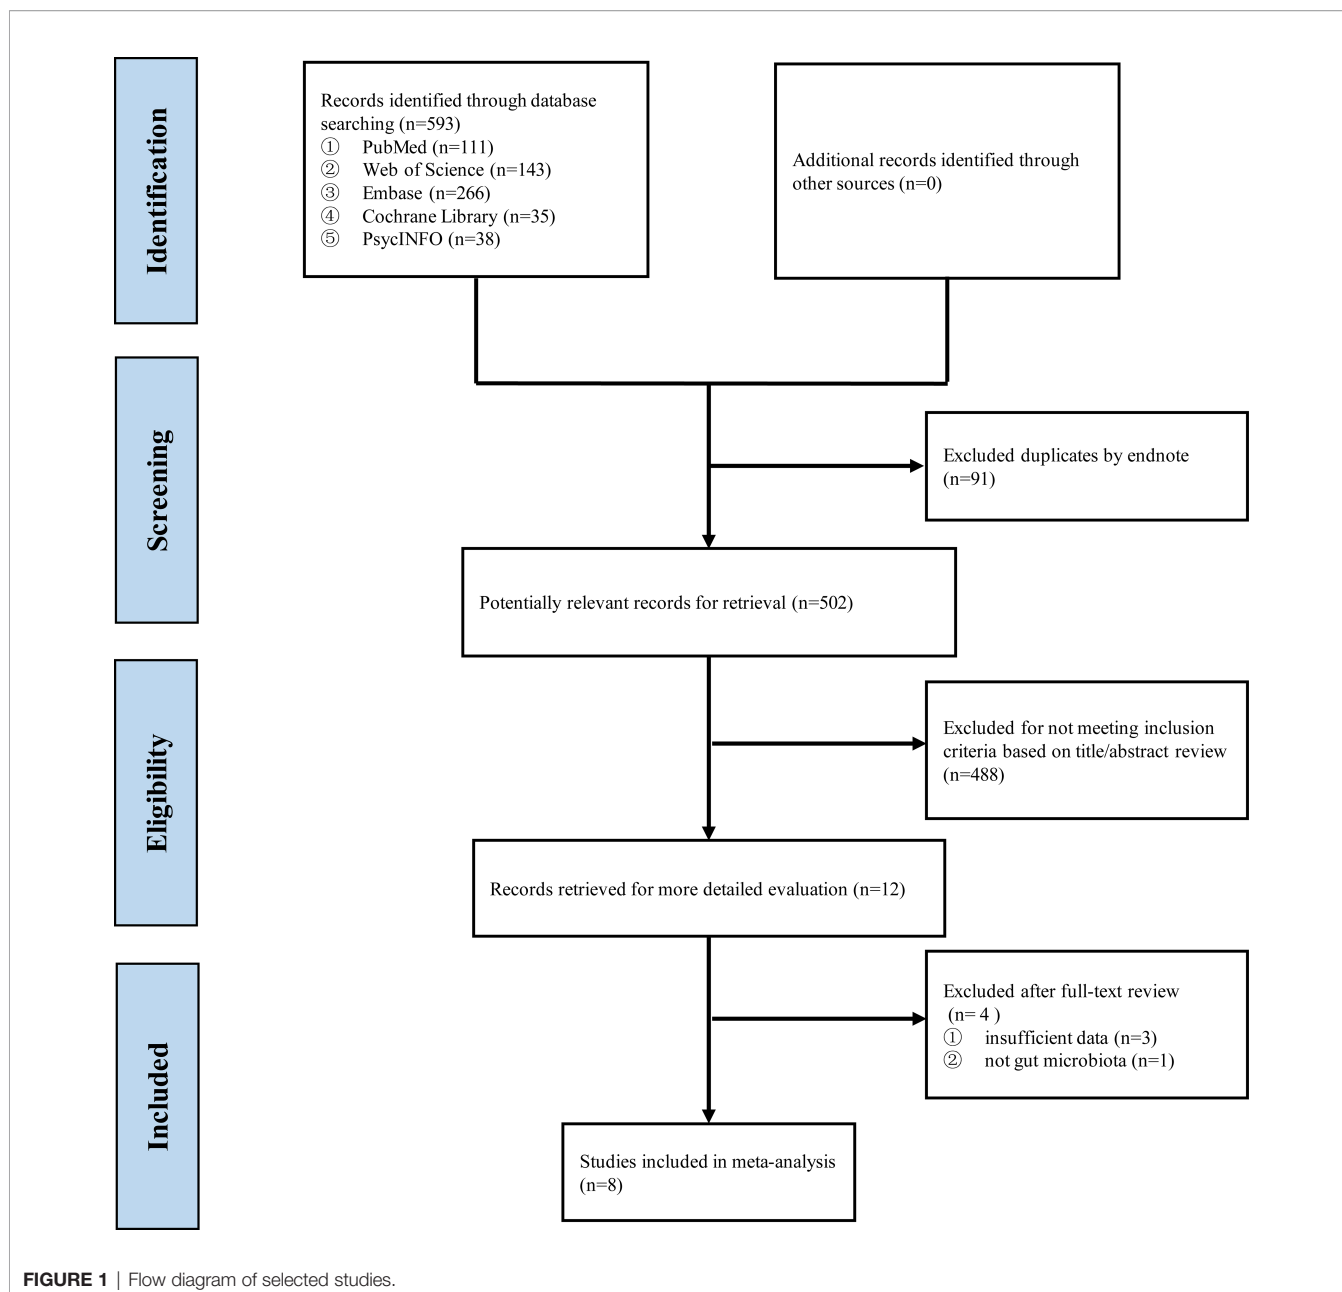 Identification
Records identified through database
searching (n=593)
① PubMed (n=111)
② Web of Science (n=143)
③ Embase (n=266)
④ Cochrane Library (n=35)
⑤ PsycINFO (n=38)
Additional records identified through
other sources (n=0)
Screening
Excluded duplicates by endnote
(n=91)
Potentially relevant records for retrieval (n=502)
Eligibility
Excluded for not meeting inclusion
criteria based on title/abstract review
(n=488)
Records retrieved for more detailed evaluation (n=12)
Included
Excluded after full-text review
(n= 4 )
① insufficient data (n=3)
② not gut microbiota (n=1)
Studies included in meta-analysis
(n=8)
FIGURE 1 | Flow diagram of selected studies.